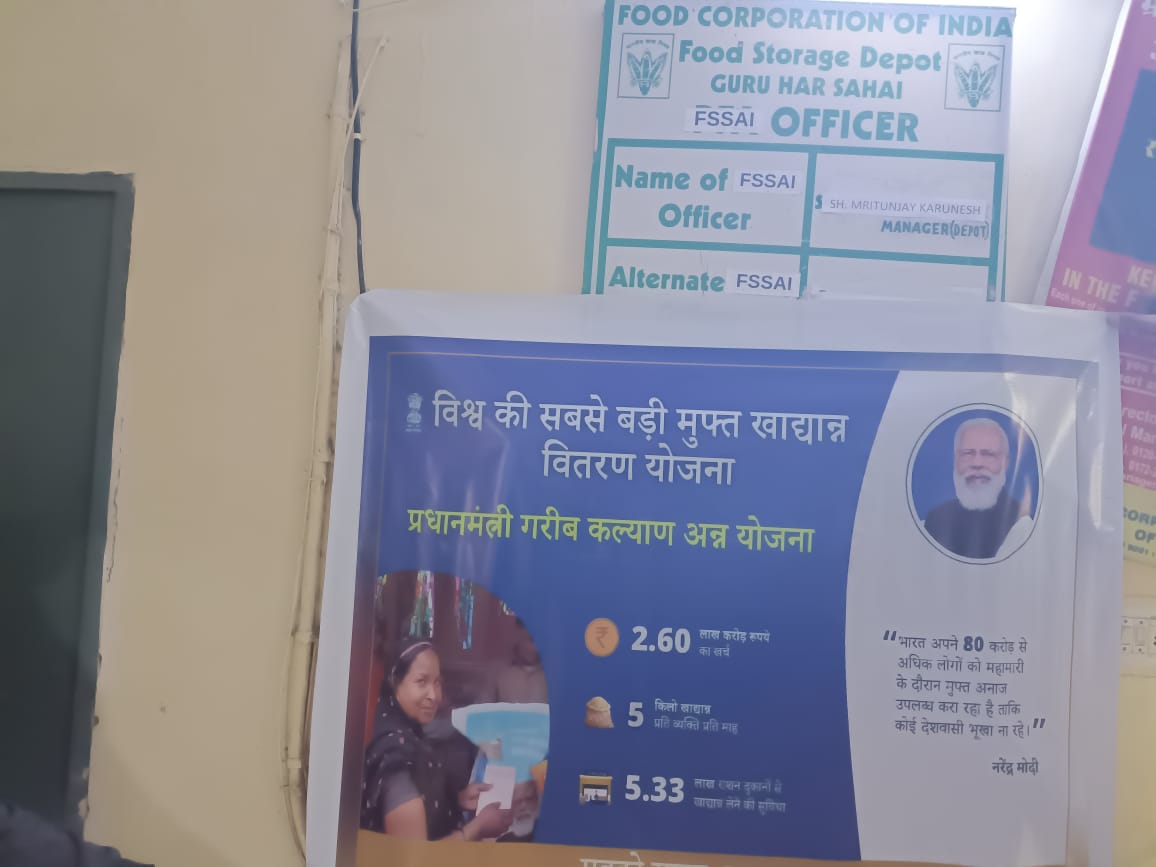 FOOD CORPORATION OF INDIA
Food Storage Depot
GURU HAR SAHAI
FSSAI OFFICER
Name of FSSAI
Officer
SH. MRITUNJAY KARUNESH
MANAGER(DEPOT)
Alternate FSSAI
विश्व की सबसे बड़ी मुफ्त खाद्यान्न
वितरण योजना
प्रधानमंत्री गरीब कल्याण अन्न योजना
2.60 लाख करोड़ रूपये
का खर्च
5 किलो खाद्यान्न
प्रति व्यक्ति प्रति माह
5.33 लाख राशन दुकानों से
खाद्यान्न लेने की सुविधा
“भारत अपने 80 करोड़ से
अधिक लोगों को महामारी
के दौरान मुफ्त अनाज
उपलब्ध करा रहा है ताकि
कोई देशवासी भूखा ना रहे।”
नरेंद्र मोदी
IN THE